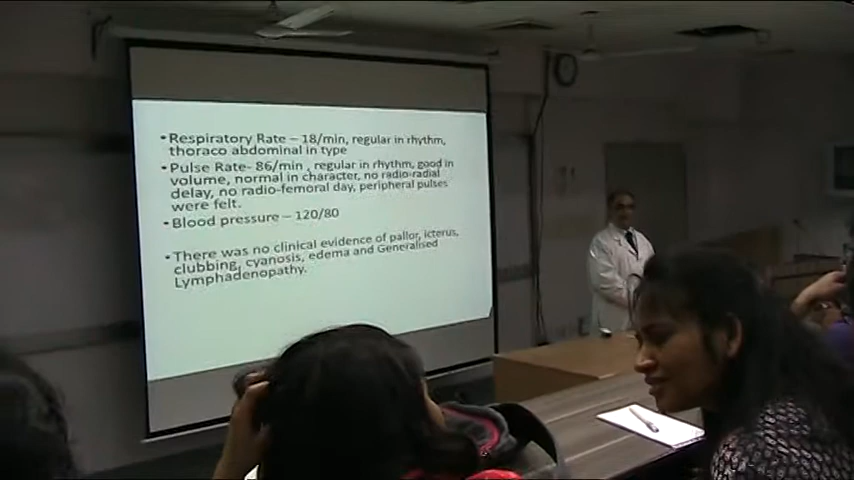 • Respiratory Rate – 18/min, regular in rhythm,
thoraco abdominal in type
• Pulse Rate -86/min , regular in rhythm, good in
volume, normal in character, no radio-radial
delay, no radio-femoral day, peripheral pulses
were felt.
• Blood pressure – 120/80
• There was no clinical evidence of pallor, icterus,
clubbing, cyanosis, edema and Generalised
Lymphadenopathy.